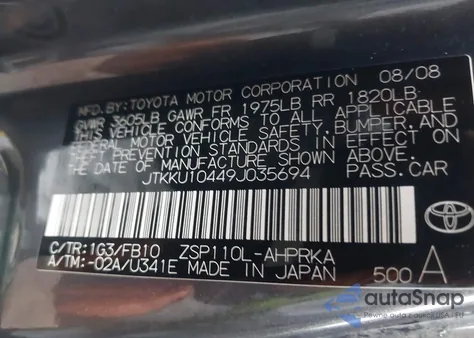 MFD. BY: TOYOTA MOTOR CORPORATION 08/08
GVWR 3605LB GAWR FR 1975LB RR 1820LB
THIS VEHICLE CONFORMS TO ALL APPLICABLE
FEDERAL MOTOR VEHICLE SAFETY, BUMPER, AND
THEFT PREVENTION STANDARDS IN EFFECT ON
THE DATE OF MANUFACTURE SHOWN ABOVE.
JTKKU10449J035694 PASS. CAR
C/TR: 1G3/FB10 ZSP110L-AHPRKA
A/TM: -02A/U341E MADE IN JAPAN 500 A
TOYOTA
autaSnap